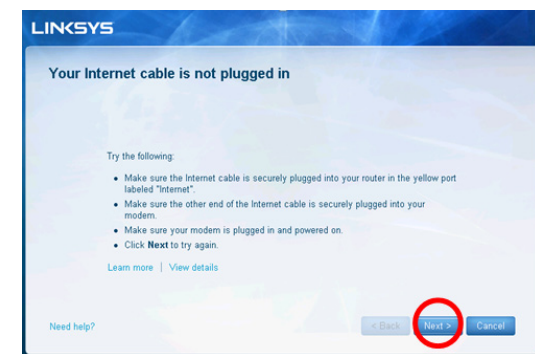 LINKSYS
Your Internet cable is not plugged in
Try the following:
• Make sure the Internet cable is securely plugged into your router in the yellow port
labeled "Internet".
• Make sure the other end of the Internet cable is securely plugged into your
modem.
• Make sure your modem is plugged in and powered on.
• Click Next to try again.
Learn more | View details
Need help? < Back Next > Cancel